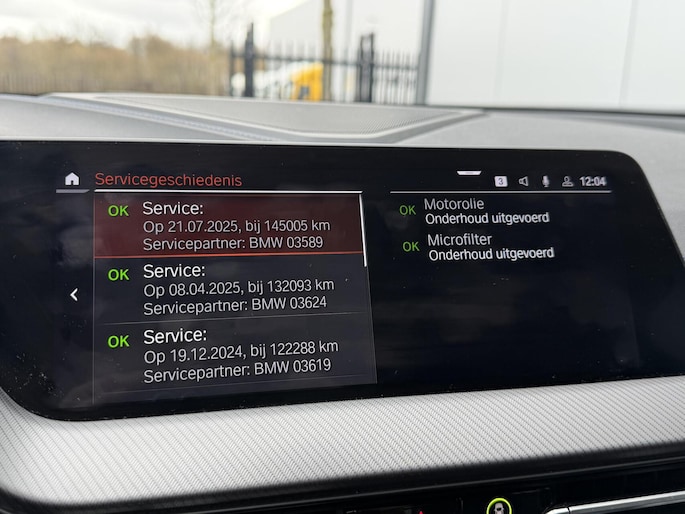 Servicegeschiedenis
3
12:04
OK Service:
Op 21.07.2025, bij 145005 km
Servicepartner: BMW 03589
OK Service:
Op 08.04.2025, bij 132093 km
Servicepartner: BMW 03624
OK Service:
Op 19.12.2024, bij 122288 km
Servicepartner: BMW 03619
OK Motorolie
Onderhoud uitgevoerd
OK Microfilter
Onderhoud uitgevoerd